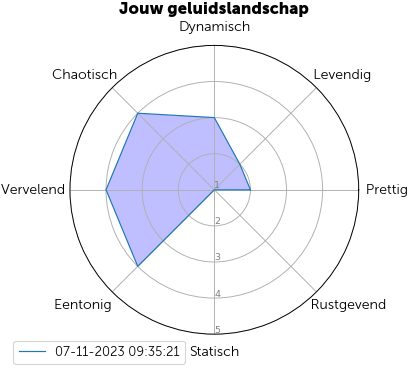 Jouw geluidslandschap
Dynamisch
Chaotisch
Levendig
Vervelend
1
Prettig
2
3
4
Eentonig
Rustgevend
5
07-11-2023 09:35:21
Statisch